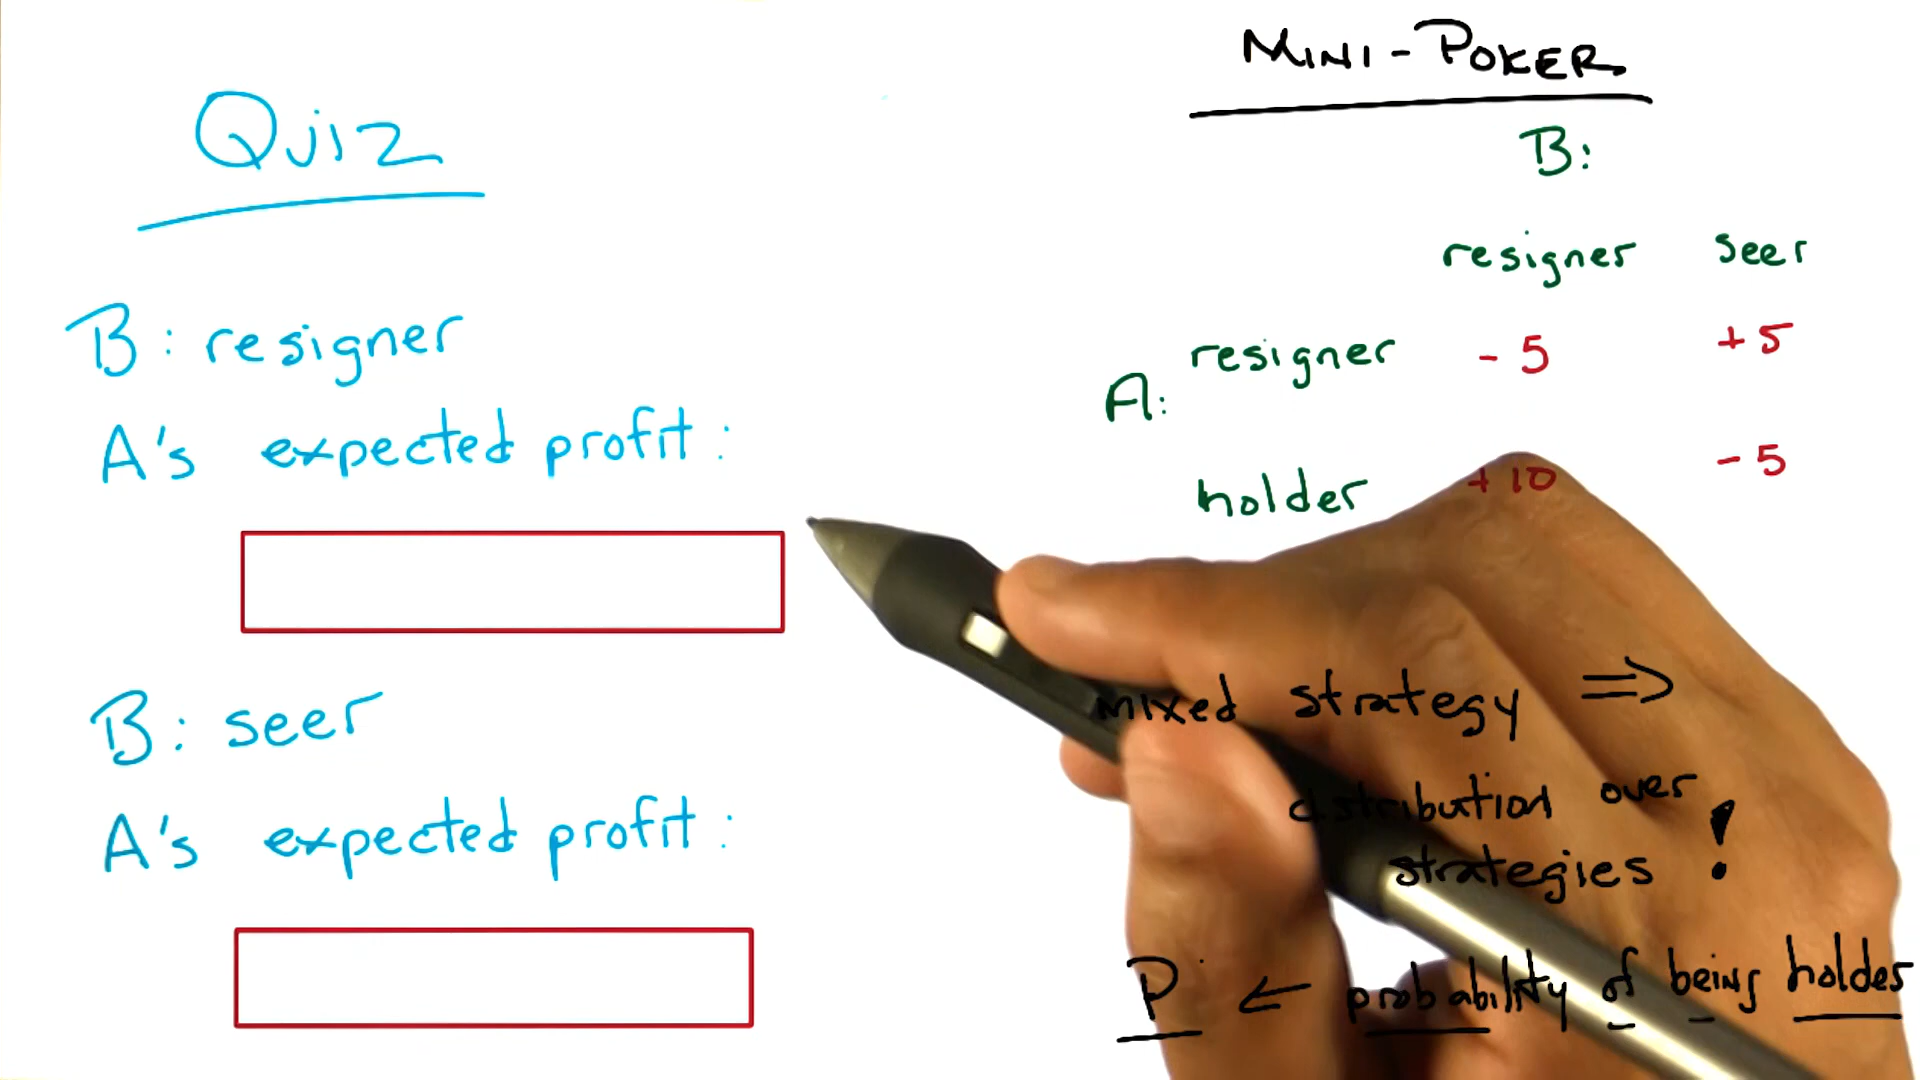 Quiz
B: resigner
A's expected profit:
B: seer
A's expected profit:
MINI-POKER
B:
resigner seer
A:
resigner -5 +5
holder +10 -5
mixed strategy ⇒
distribution over
strategies !
P ← probability of being holder